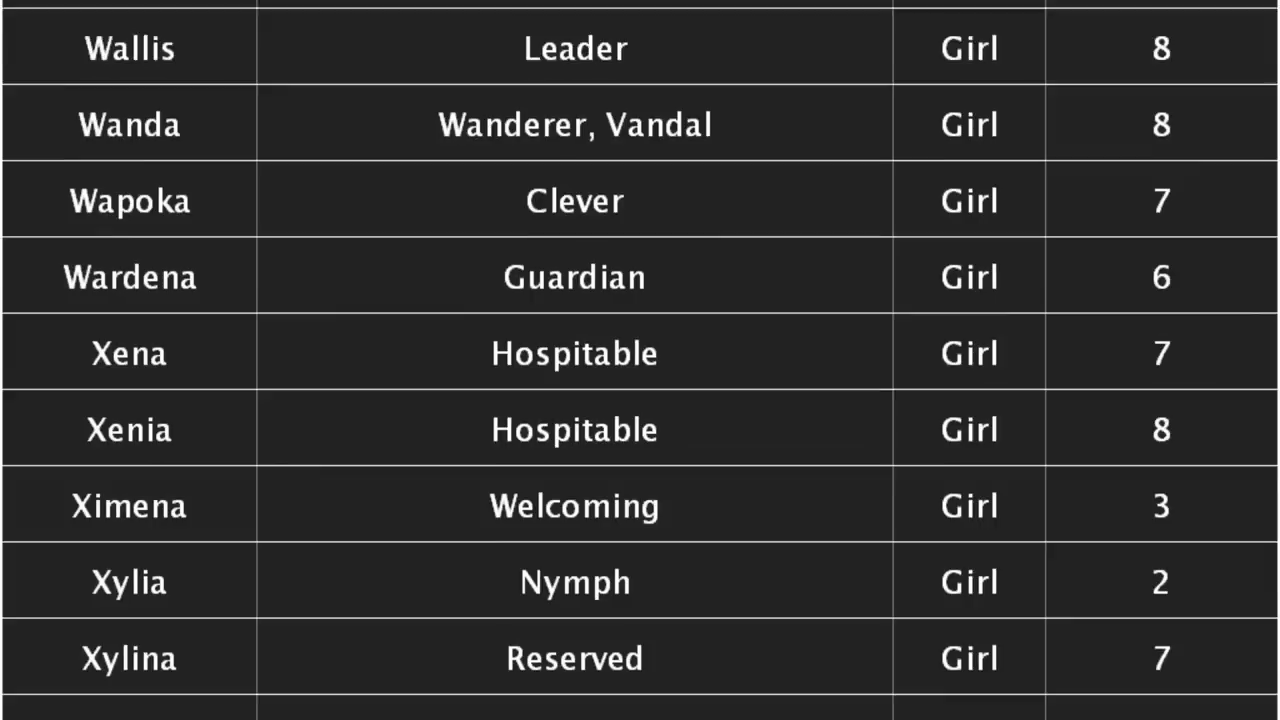 Wallis Leader Girl 8
Wanda Wanderer, Vandal Girl 8
Wapoka Clever Girl 7
Wardena Guardian Girl 6
Xena Hospitable Girl 7
Xenia Hospitable Girl 8
Ximena Welcoming Girl 3
Xylia Nymph Girl 2
Xylina Reserved Girl 7